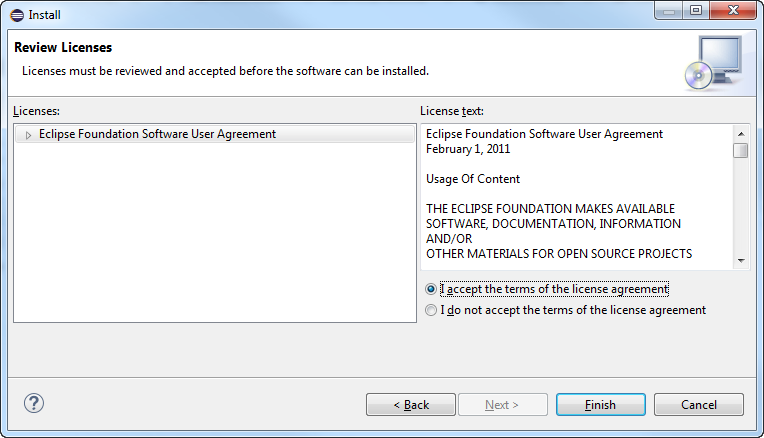 Install
Review Licenses
Licenses must be reviewed and accepted before the software can be installed.
Licenses:
Eclipse Foundation Software User Agreement
License text:
Eclipse Foundation Software User Agreement
February 1, 2011
Usage Of Content
THE ECLIPSE FOUNDATION MAKES AVAILABLE
SOFTWARE, DOCUMENTATION, INFORMATION
AND/OR
OTHER MATERIALS FOR OPEN SOURCE PROJECTS
I accept the terms of the license agreement
I do not accept the terms of the license agreement
?
< Back
Next >
Finish
Cancel